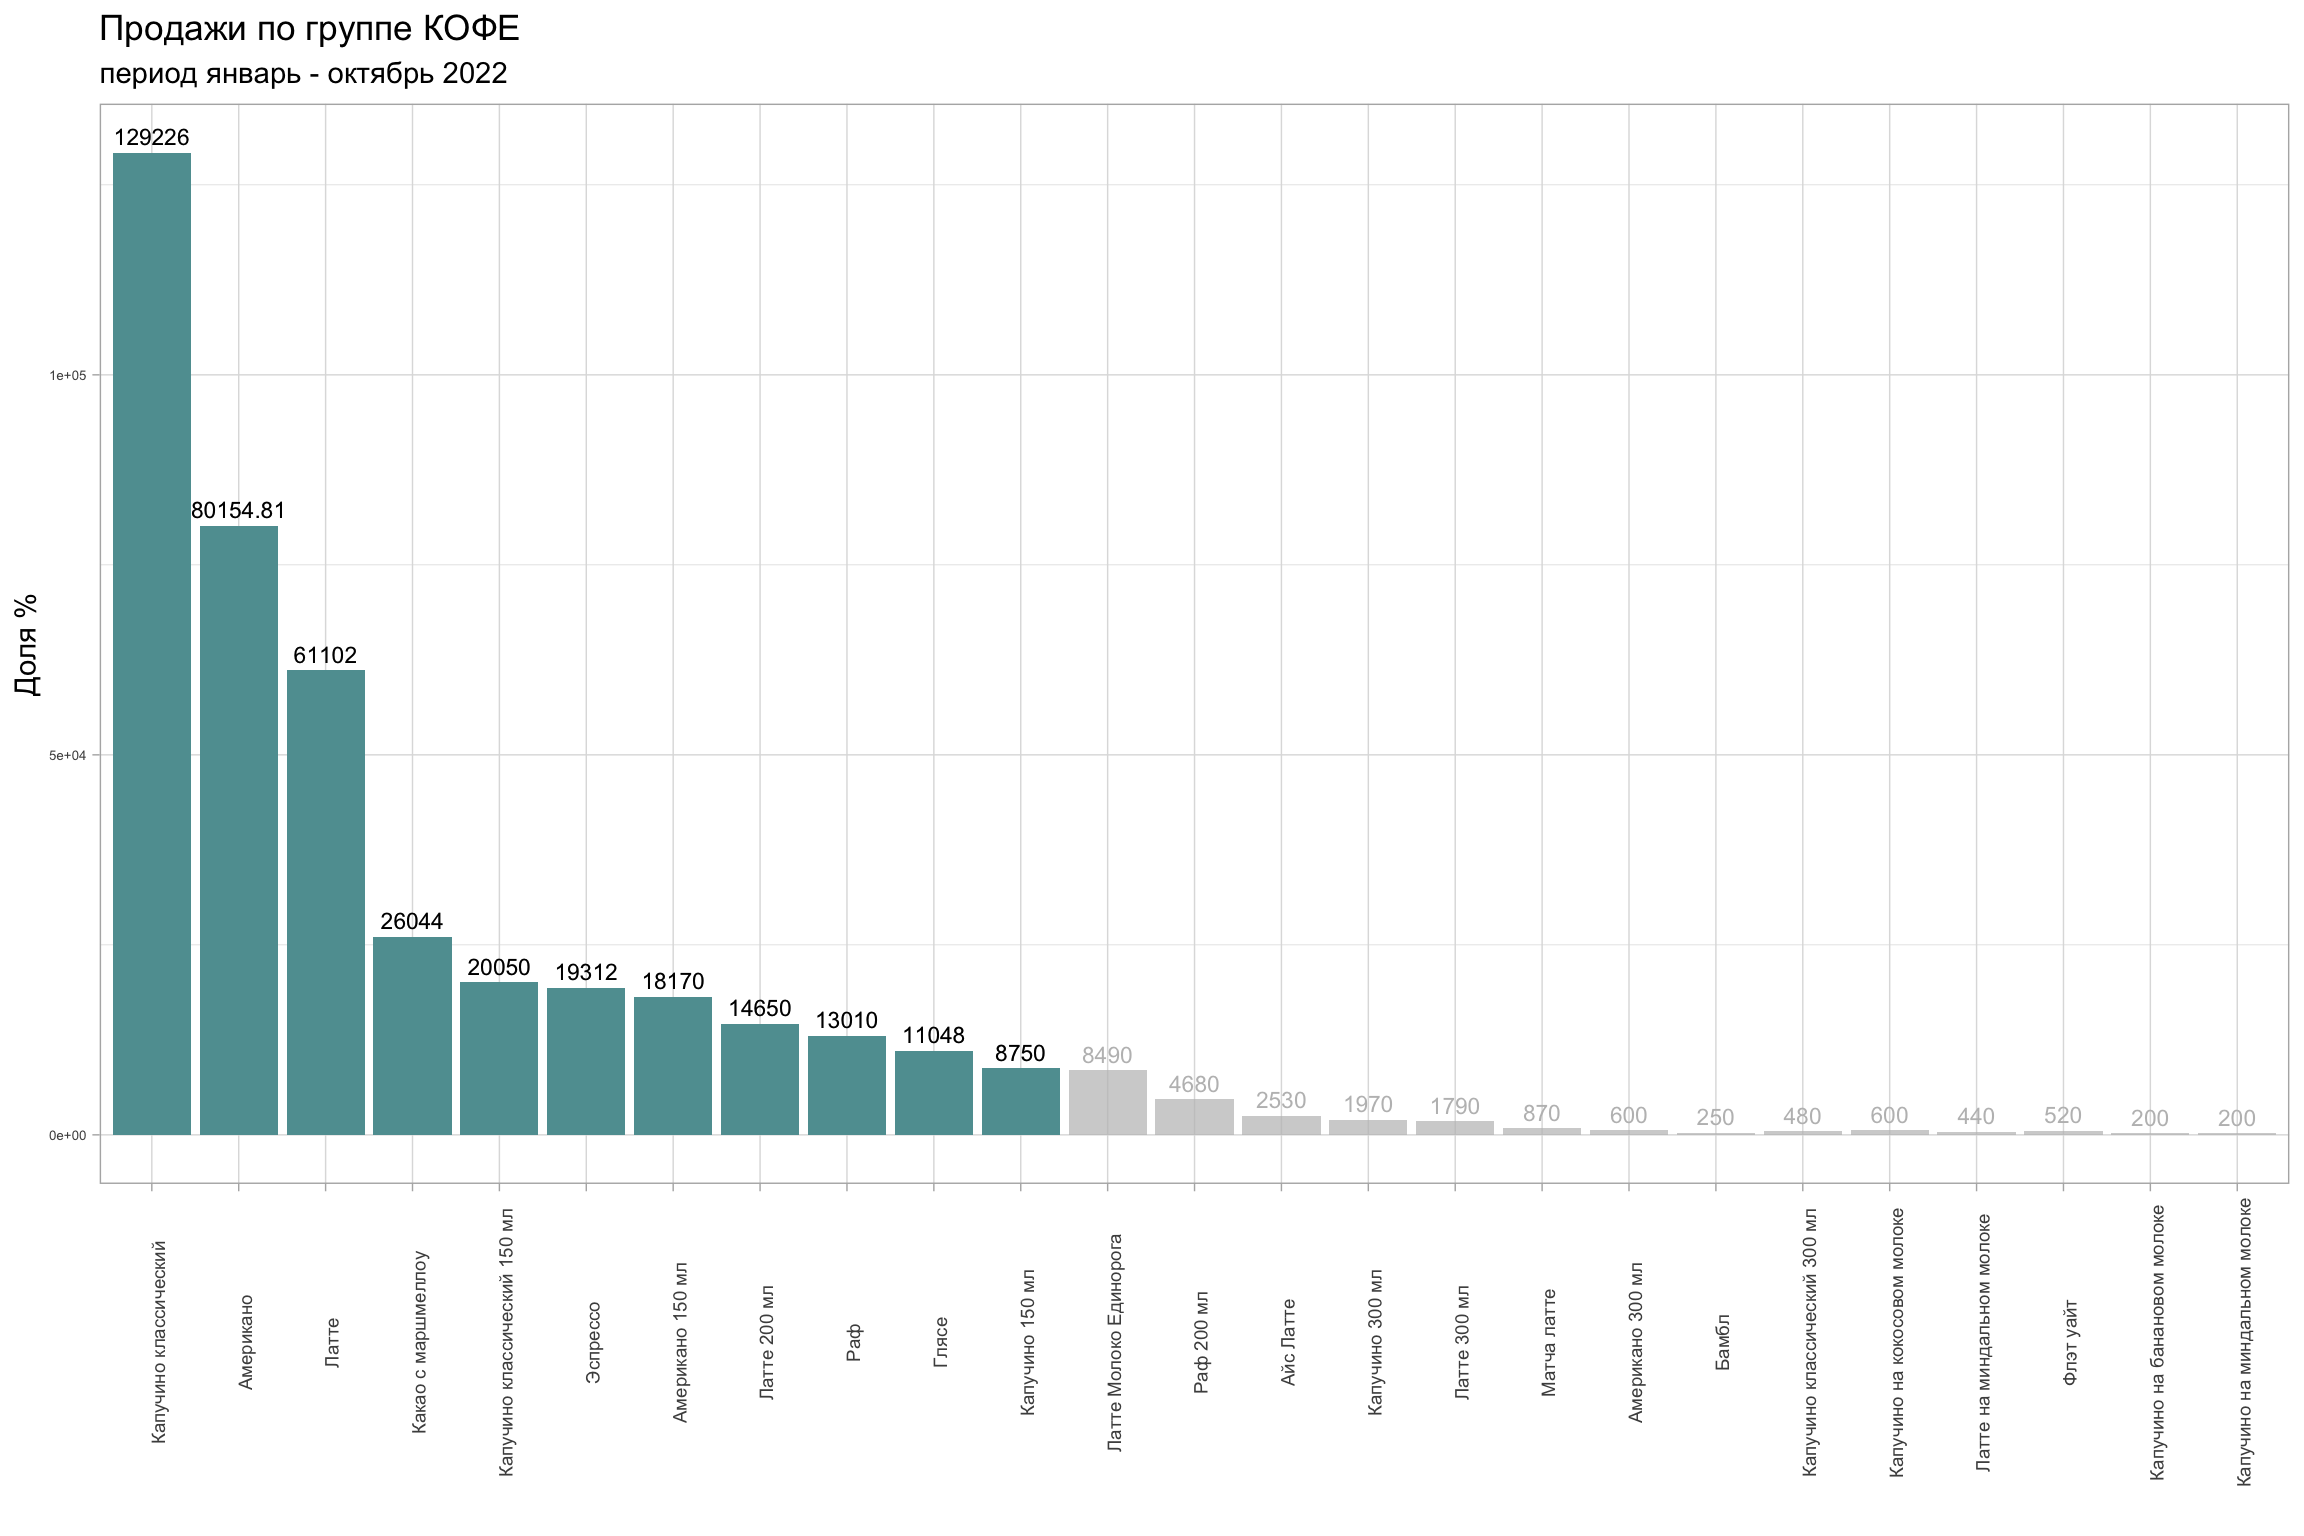 Продажи по группе КОФЕ
период январь - октябрь 2022
Доля %
1e+05
5e+04
0e+00
129226
80154.81
61102
26044
20050
19312
18170
14650
13010
11048
8750
8490
4680
2530
1970
1790
870
600
250
480
600
440
520
200
200
Капучино классический
Американо
Латте
Какао с маршмеллоу
Капучино классический 150 мл
Эспрессо
Американо 150 мл
Латте 200 мл
Раф
Глясе
Капучино 150 мл
Латте Молоко Единорога
Раф 200 мл
Айс Латте
Капучино 300 мл
Латте 300 мл
Матча латте
Американо 300 мл
Бамбл
Капучино классический 300 мл
Капучино на кокосовом молоке
Латте на миндальном молоке
Флэт уайт
Капучино на банановом молоке
Капучино на миндальном молоке